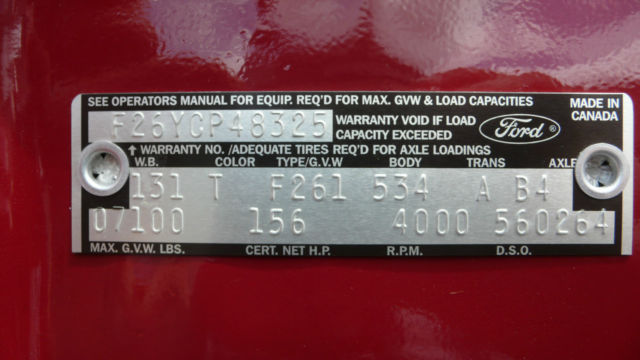 SEE OPERATORS MANUAL FOR EQUIP. REQ'D FOR MAX. GVW & LOAD CAPACITIES
MADE IN CANADA
F26YCP48325
WARRANTY VOID IF LOAD
CAPACITY EXCEEDED
Ford ®
↑ WARRANTY NO. /ADEQUATE TIRES REQ'D FOR AXLE LOADINGS
W.B. COLOR TYPE/G.V.W BODY TRANS AXLE
131 T F261 534 A B4
07100 156 4000 560264
MAX. G.V.W. LBS. CERT. NET H.P. R.P.M. D.S.O.